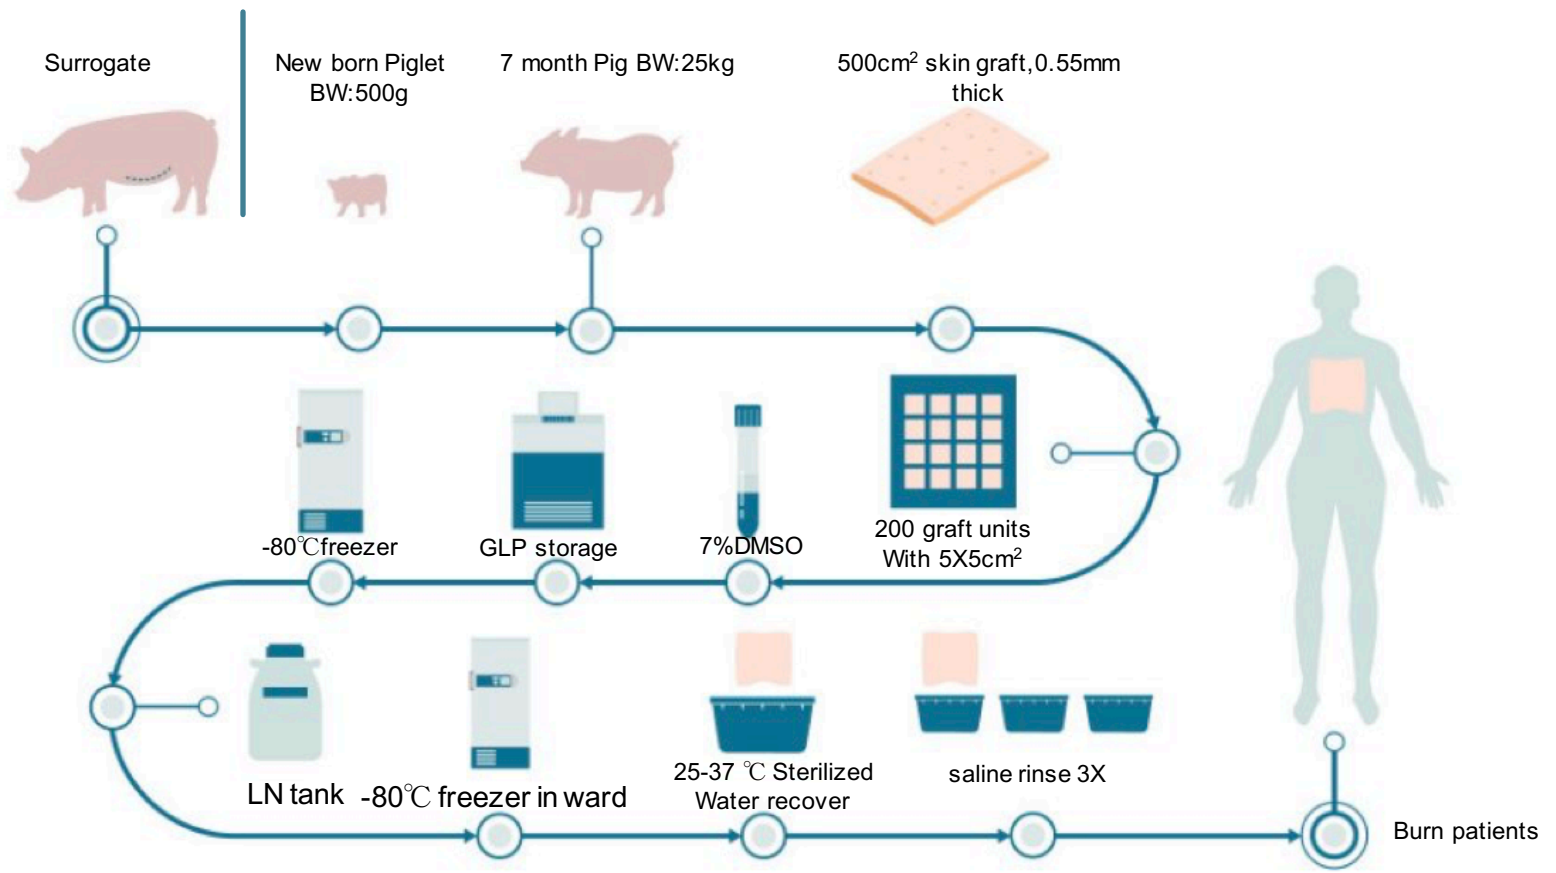 Surrogate
New born Piglet
BW:500g
7 month Pig BW:25kg
500cm² skin graft,0.55mm
thick
-80℃freezer
GLP storage
7%DMSO
200 graft units
With 5X5cm²
LN tank
-80℃ freezer in ward
25-37 ℃ Sterilized
Water recover
saline rinse 3X
Burn patients